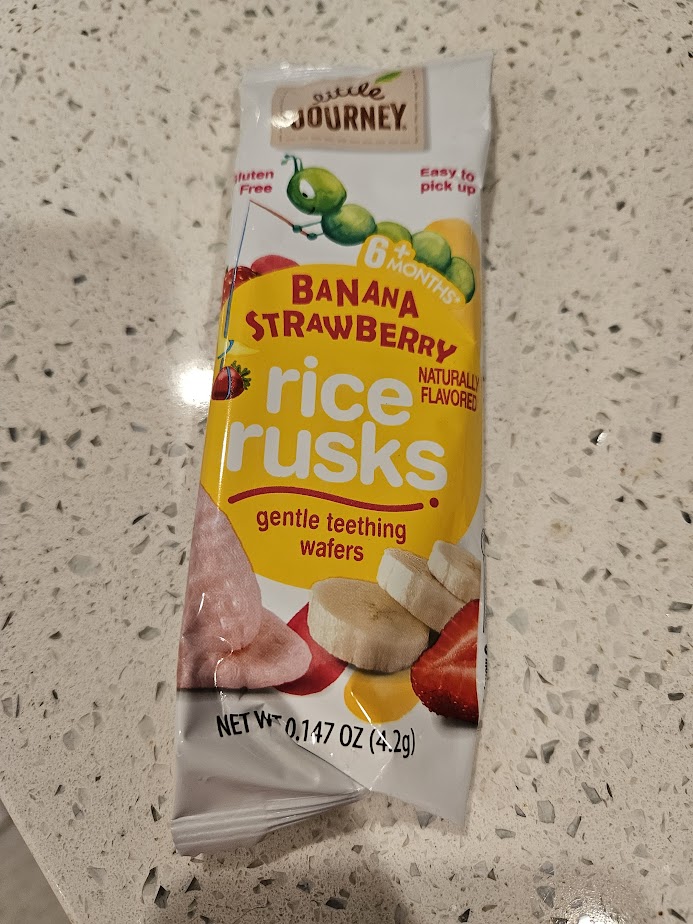 little
JOURNEY
Gluten
Free
Easy to
pick up
6+
MONTHS*
BANANA
STRAWBERRY
rice
rusks
NATURALLY
FLAVORED
gentle teething
wafers
NET WT 0.147 OZ (4.2g)